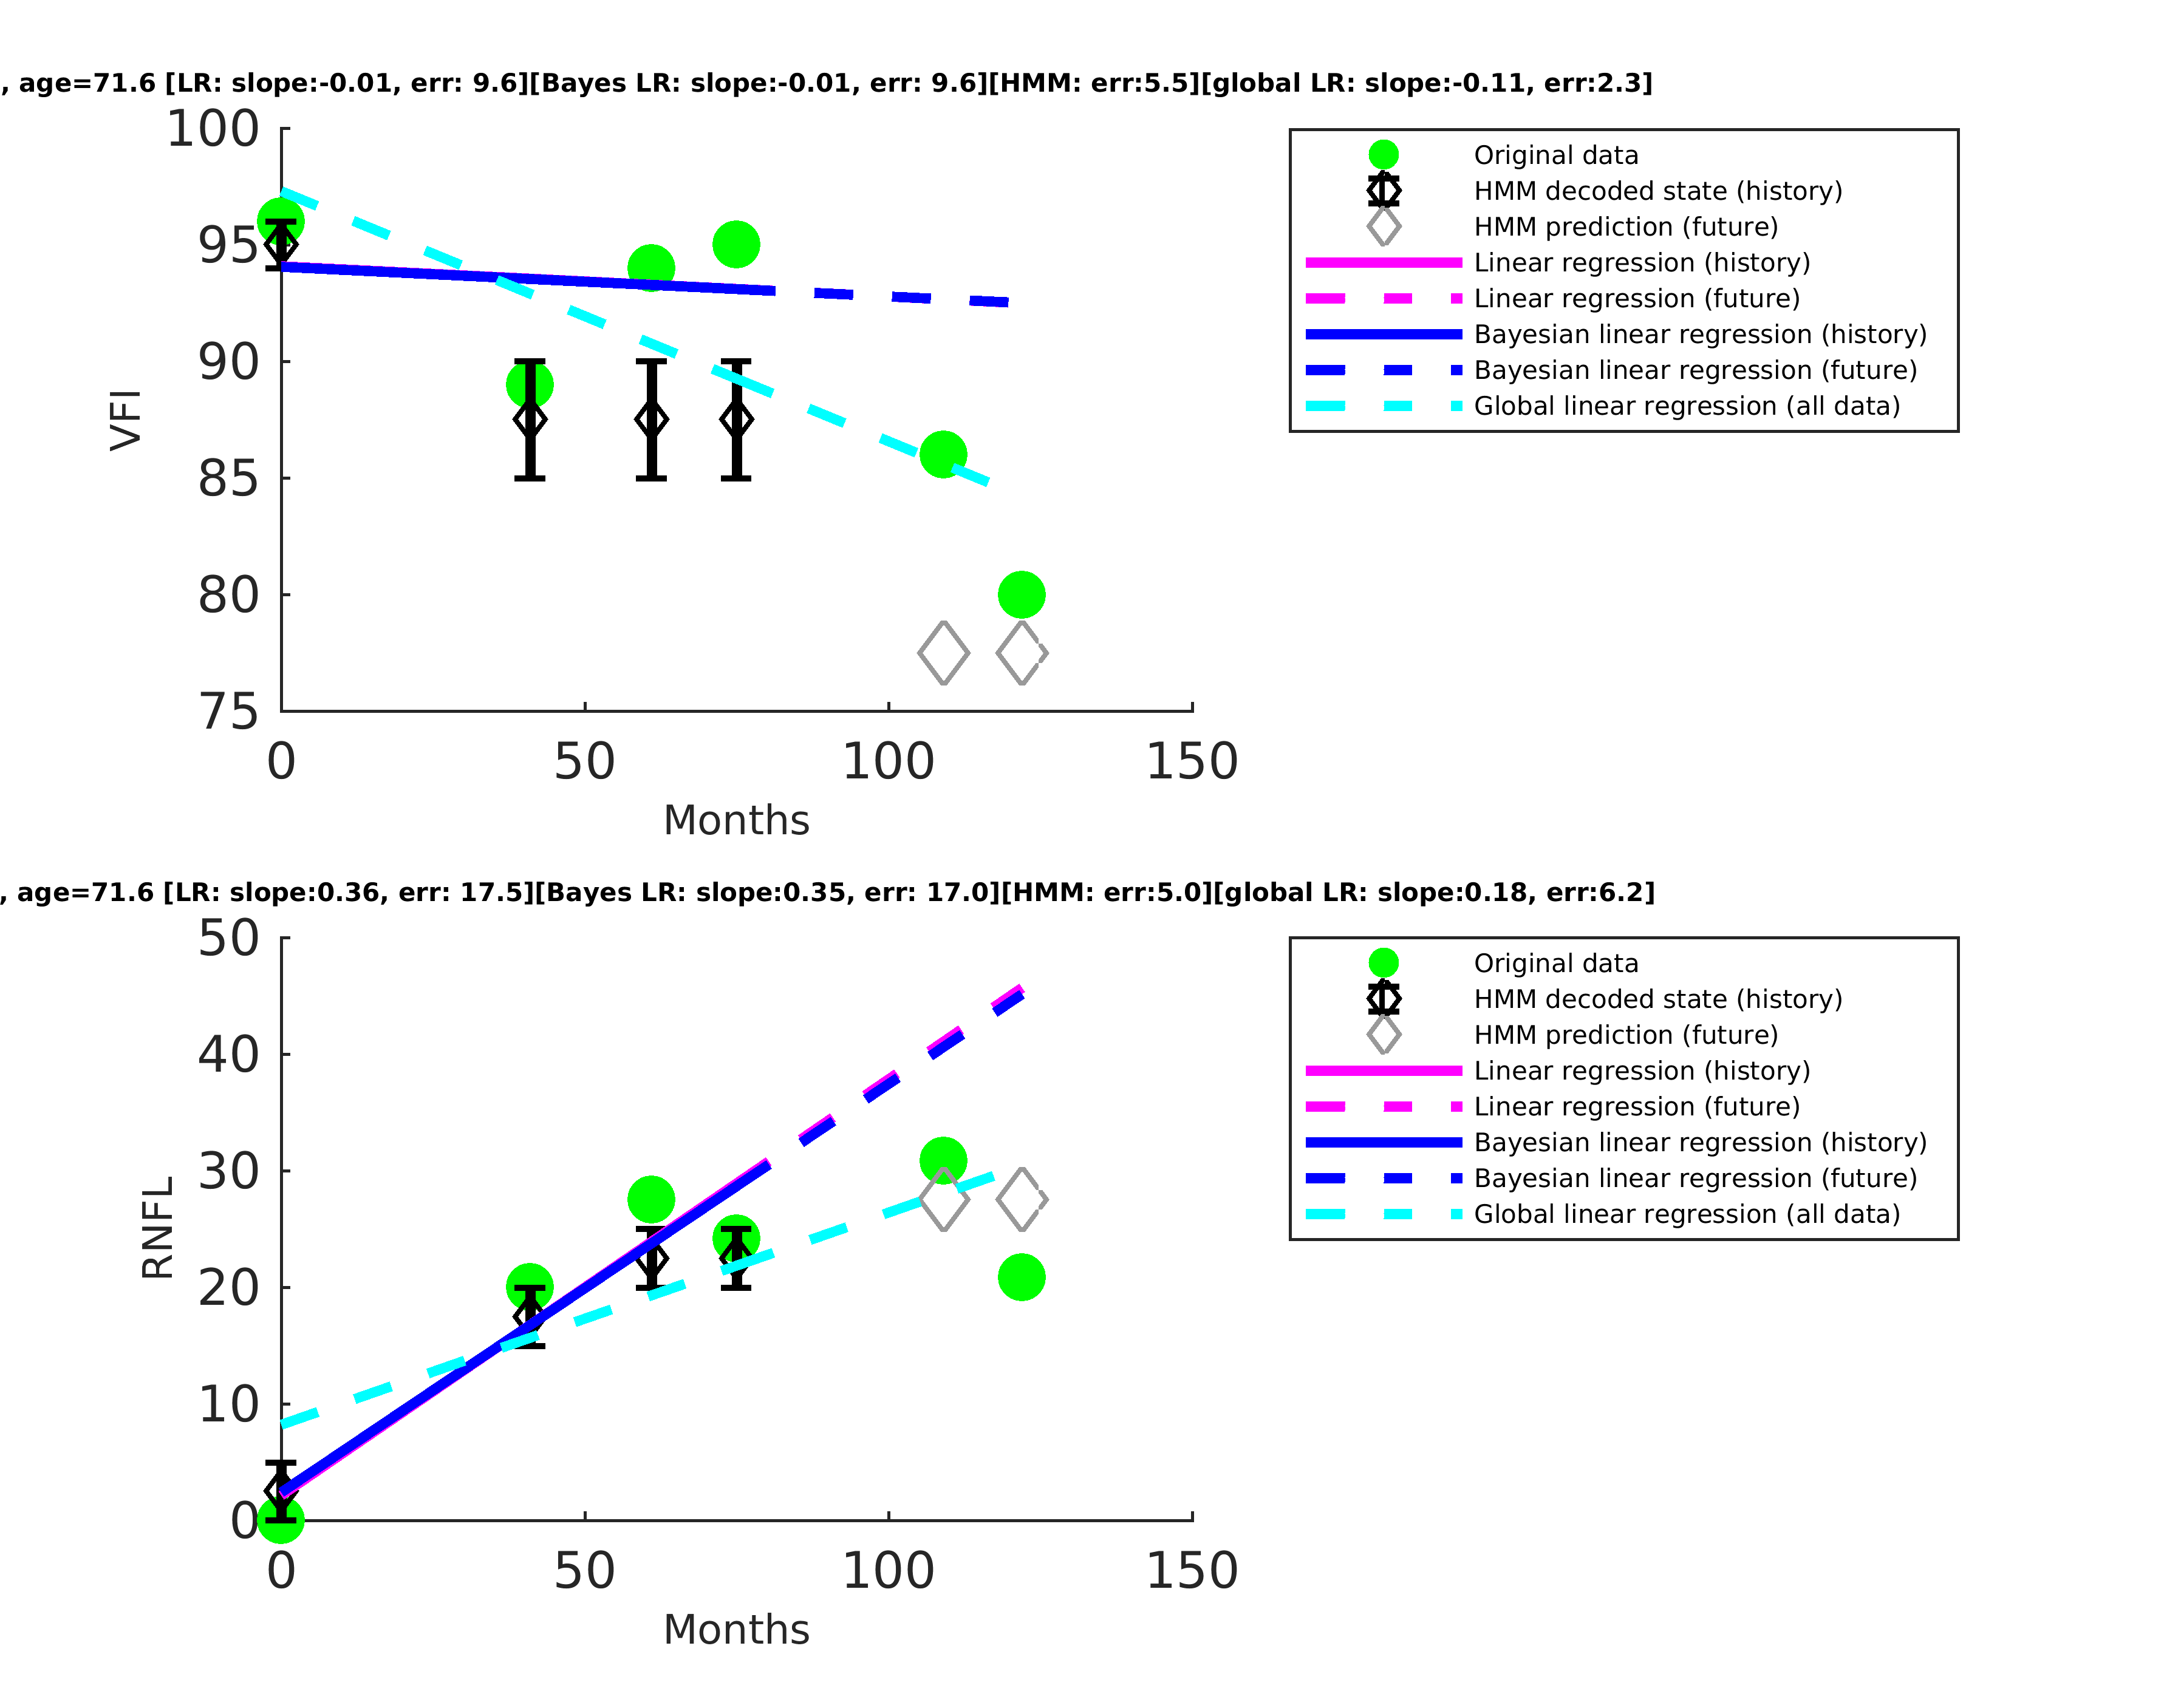 , age=71.6 [LR: slope:-0.01, err: 9.6][Bayes LR: slope:-0.01, err: 9.6][HMM: err:5.5][global LR: slope:-0.11, err:2.3]
100
95
90
85
80
75
VFI
0 50 100 150
Months
Original data
HMM decoded state (history)
HMM prediction (future)
Linear regression (history)
Linear regression (future)
Bayesian linear regression (history)
Bayesian linear regression (future)
Global linear regression (all data)
, age=71.6 [LR: slope:0.36, err: 17.5][Bayes LR: slope:0.35, err: 17.0][HMM: err:5.0][global LR: slope:0.18, err:6.2]
50
40
30
20
10
0
RNFL
0 50 100 150
Months
Original data
HMM decoded state (history)
HMM prediction (future)
Linear regression (history)
Linear regression (future)
Bayesian linear regression (history)
Bayesian linear regression (future)
Global linear regression (all data)